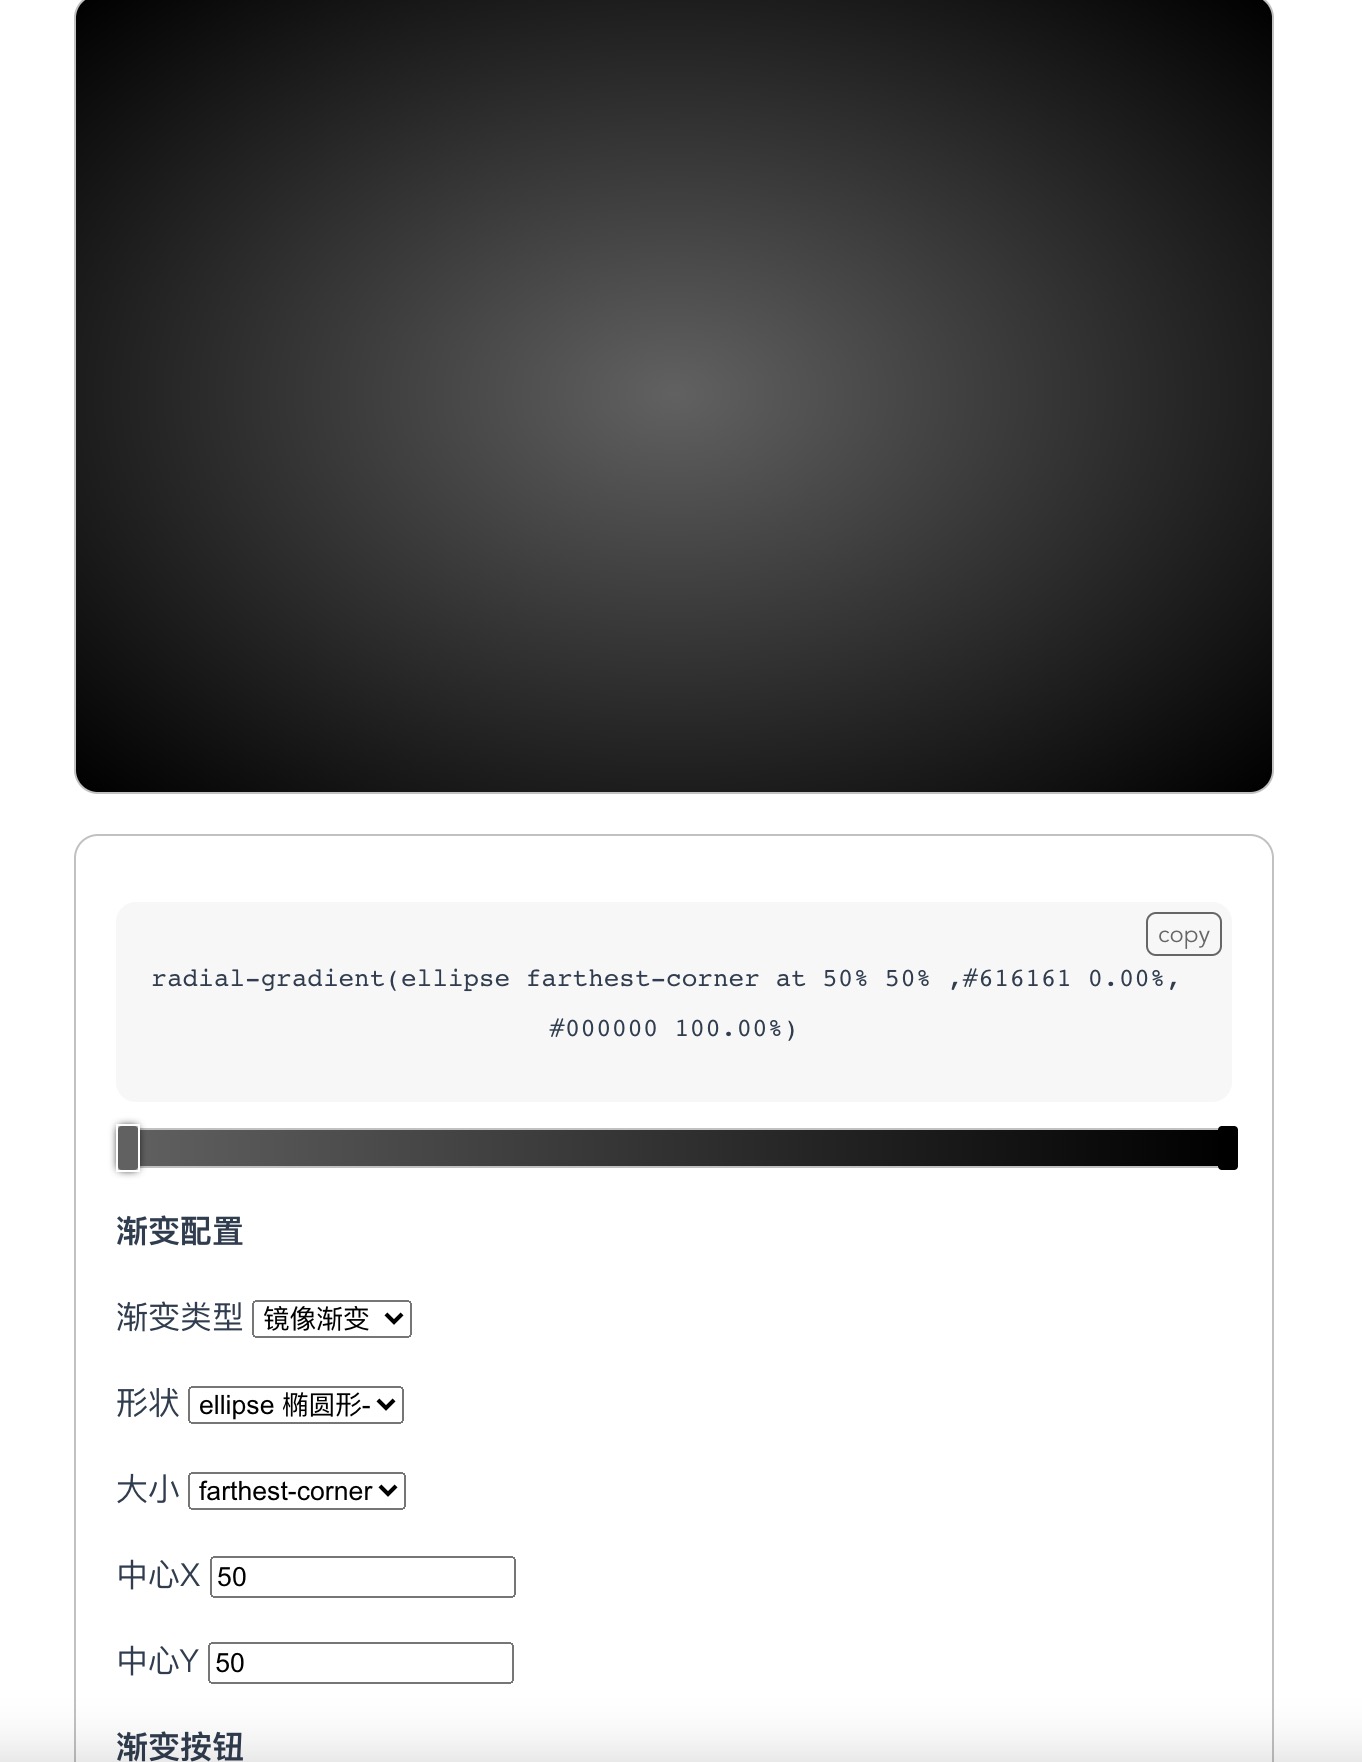 copy
radial-gradient(ellipse farthest-corner at 50% 50% ,#616161 0.00%,
#000000 100.00%)
渐变配置
渐变类型 镜像渐变
形状 ellipse 椭圆形-
大小 farthest-corner
中心X 50
中心Y 50
渐变按钮